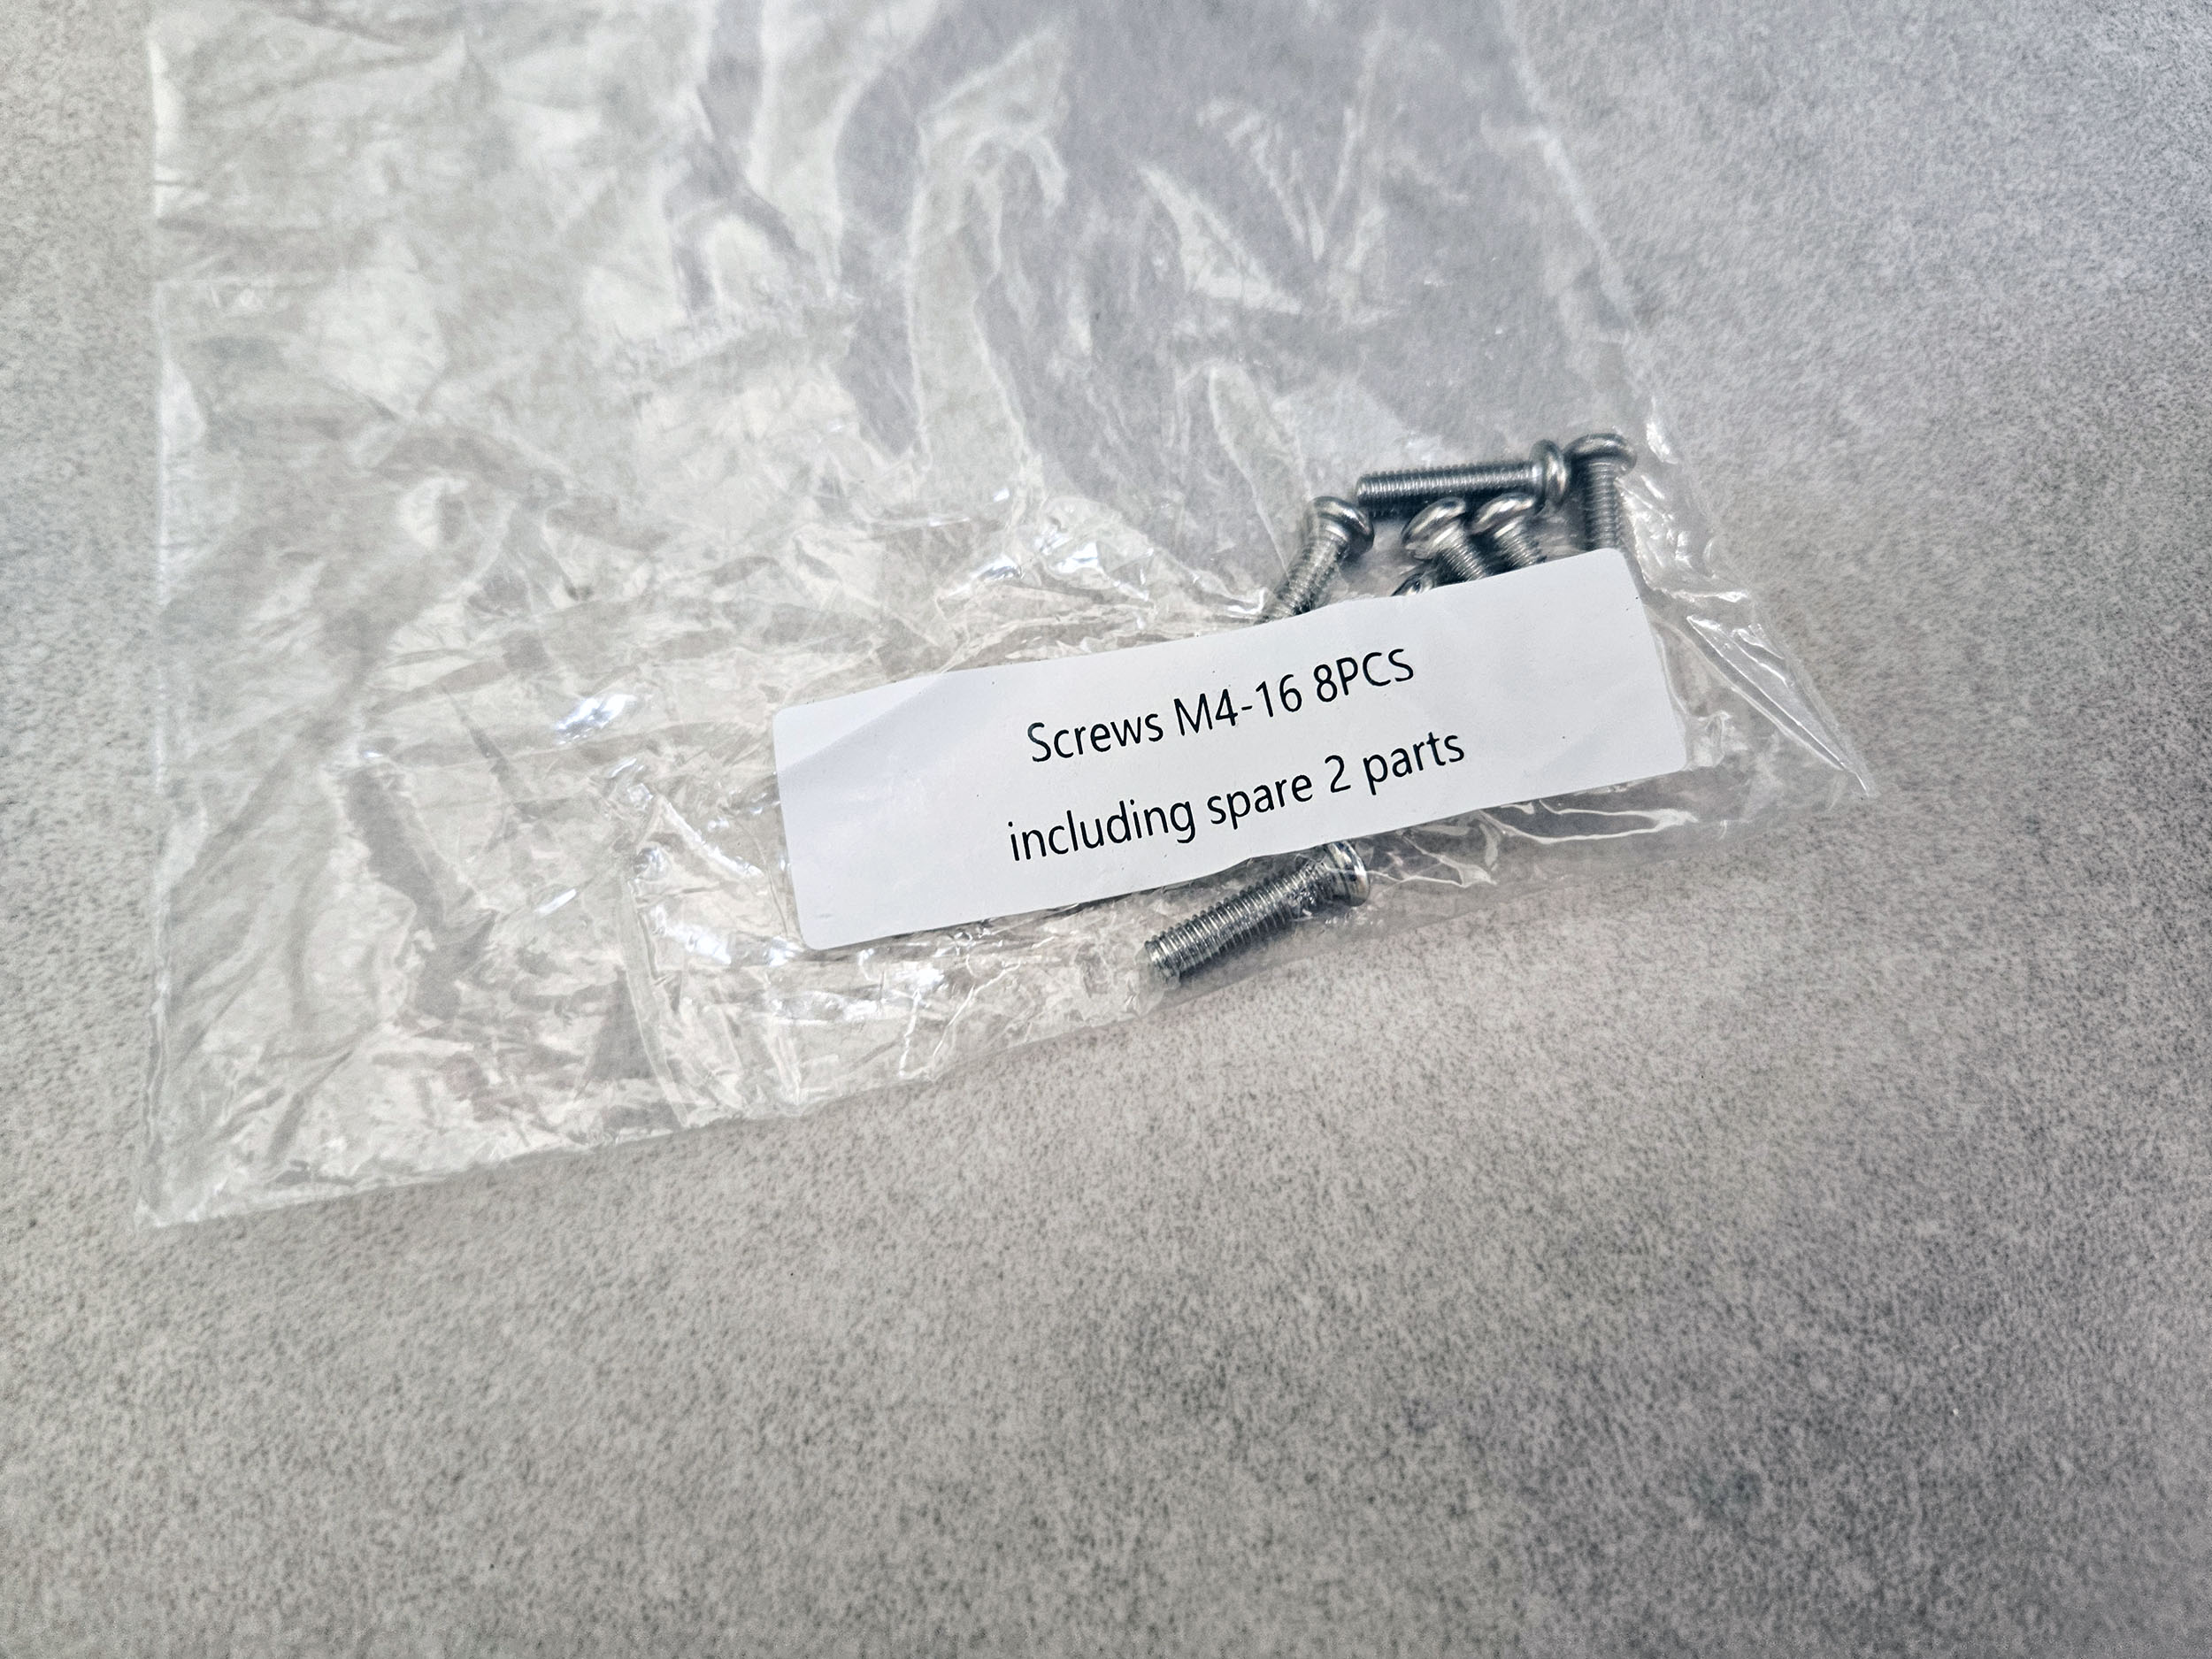 Screws M4-16 8PCS
including spare 2 parts